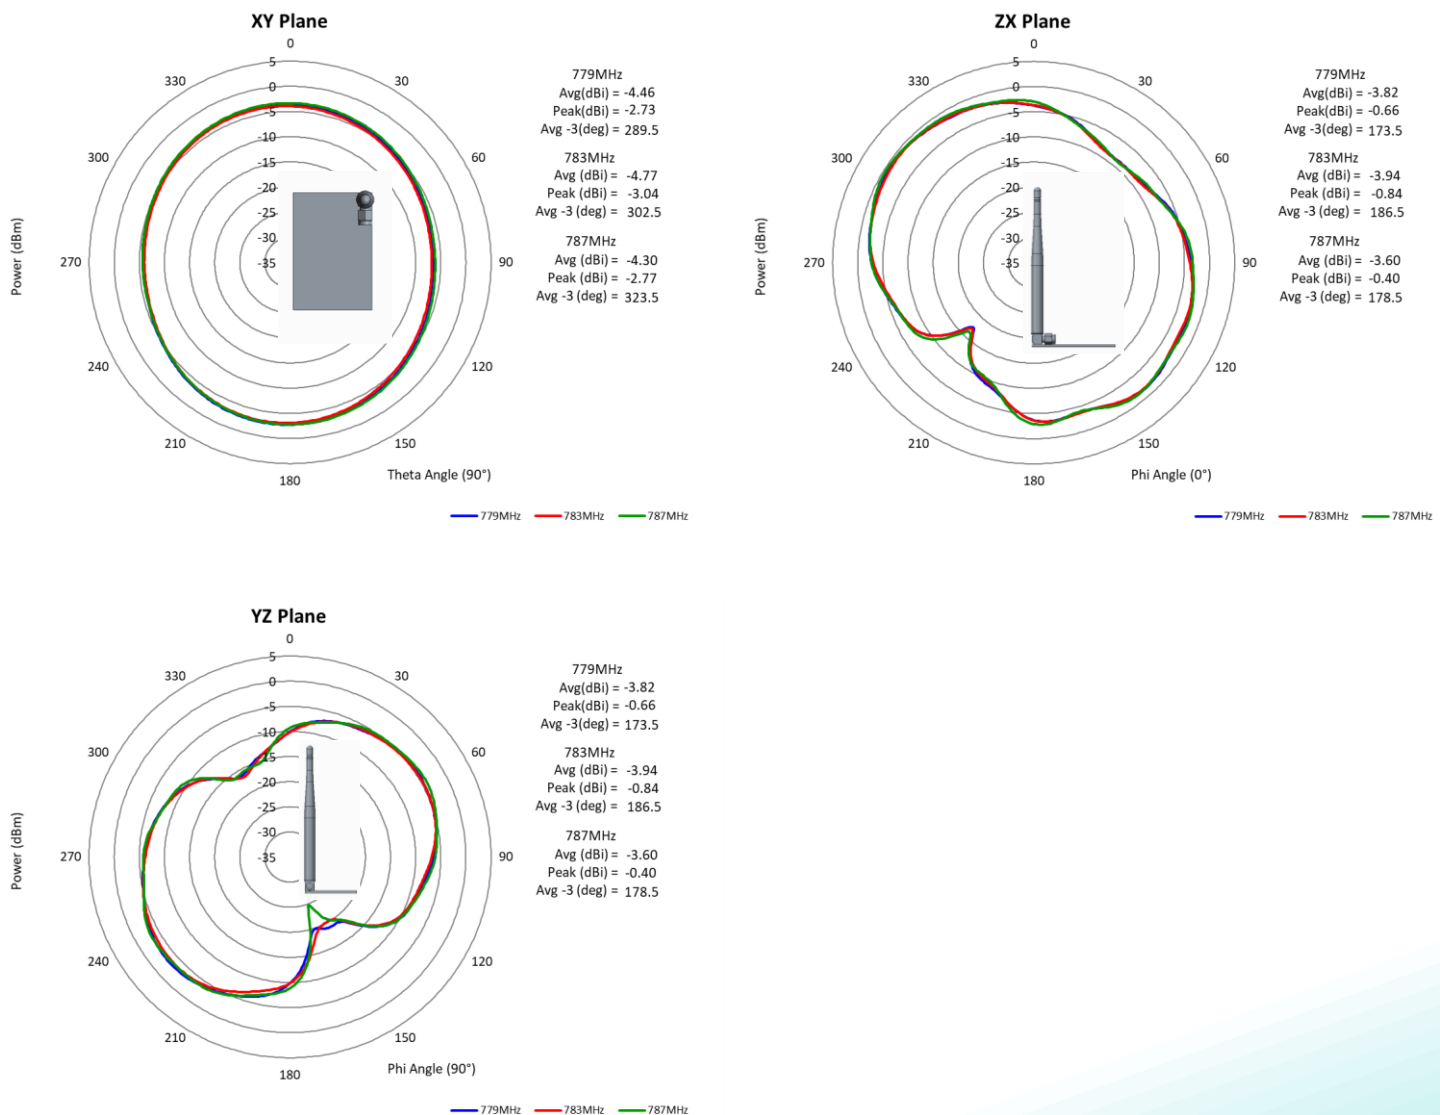 XY Plane
0
30
60
90
120
150
180
210
240
270
300
330
5
0
-5
-10
-15
-20
-25
-30
-35
Power (dBm)
Theta Angle (90°)
779MHz
Avg(dBi) = -4.46
Peak(dBi) = -2.73
Avg -3(deg) = 289.5
783MHz
Avg (dBi) = -4.77
Peak (dBi) = -3.04
Avg -3 (deg) = 302.5
787MHz
Avg (dBi) = -4.30
Peak (dBi) = -2.77
Avg -3 (deg) = 323.5
779MHz 783MHz 787MHz
ZX Plane
0
30
60
90
120
150
180
210
240
270
300
330
5
0
-5
-10
-15
-20
-25
-30
-35
Power (dBm)
Phi Angle (0°)
779MHz
Avg(dBi) = -3.82
Peak(dBi) = -0.66
Avg -3(deg) = 173.5
783MHz
Avg (dBi) = -3.94
Peak (dBi) = -0.84
Avg -3 (deg) = 186.5
787MHz
Avg (dBi) = -3.60
Peak (dBi) = -0.40
Avg -3 (deg) = 178.5
779MHz 783MHz 787MHz
YZ Plane
0
30
60
90
120
150
180
210
240
270
300
330
5
0
-5
-10
-15
-20
-25
-30
-35
Power (dBm)
Phi Angle (90°)
779MHz
Avg(dBi) = -3.82
Peak(dBi) = -0.66
Avg -3(deg) = 173.5
783MHz
Avg (dBi) = -3.94
Peak (dBi) = -0.84
Avg -3 (deg) = 186.5
787MHz
Avg (dBi) = -3.60
Peak (dBi) = -0.40
Avg -3 (deg) = 178.5
779MHz 783MHz 787MHz